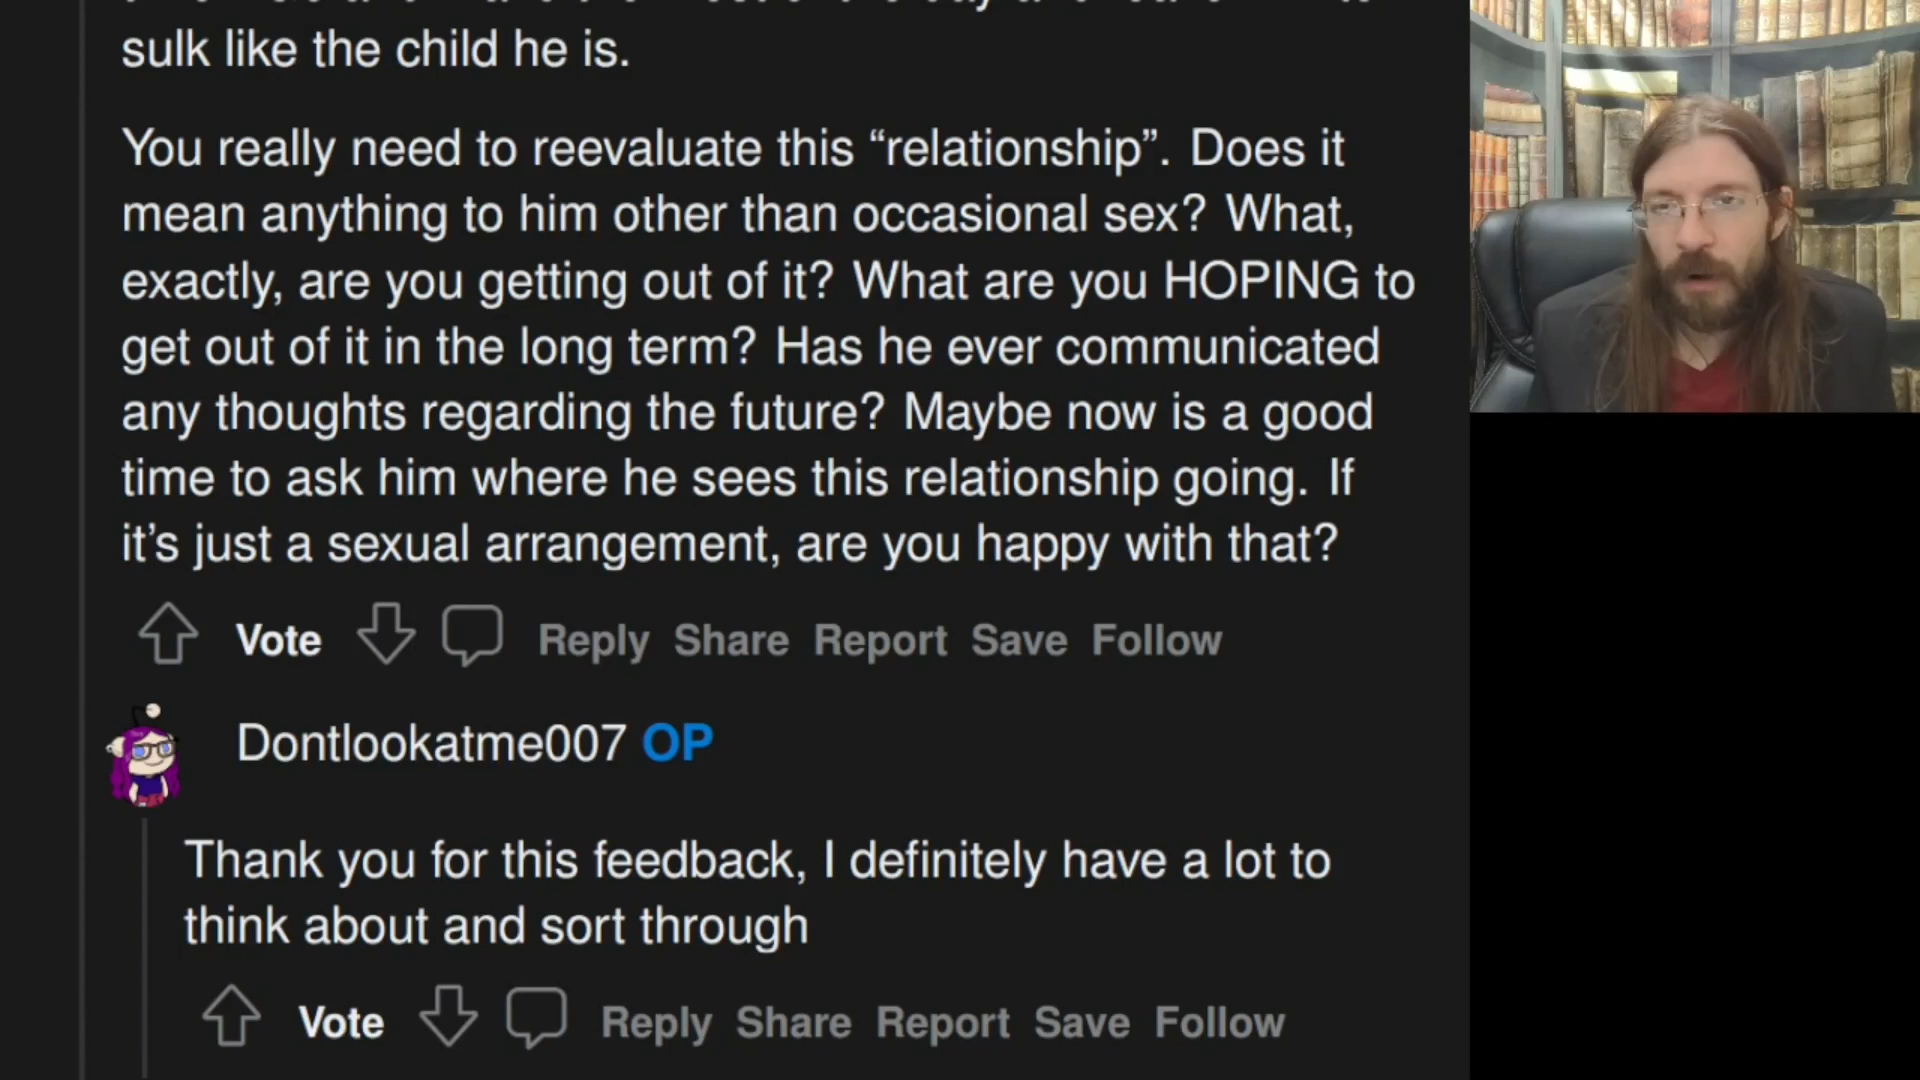 sulk like the child he is.
You really need to reevaluate this “relationship”. Does it
mean anything to him other than occasional sex? What,
exactly, are you getting out of it? What are you HOPING to
get out of it in the long term? Has he ever communicated
any thoughts regarding the future? Maybe now is a good
time to ask him where he sees this relationship going. If
it’s just a sexual arrangement, are you happy with that?
Vote Reply Share Report Save Follow
Dontlookatme007 OP
Thank you for this feedback, I definitely have a lot to
think about and sort through
Vote Reply Share Report Save Follow